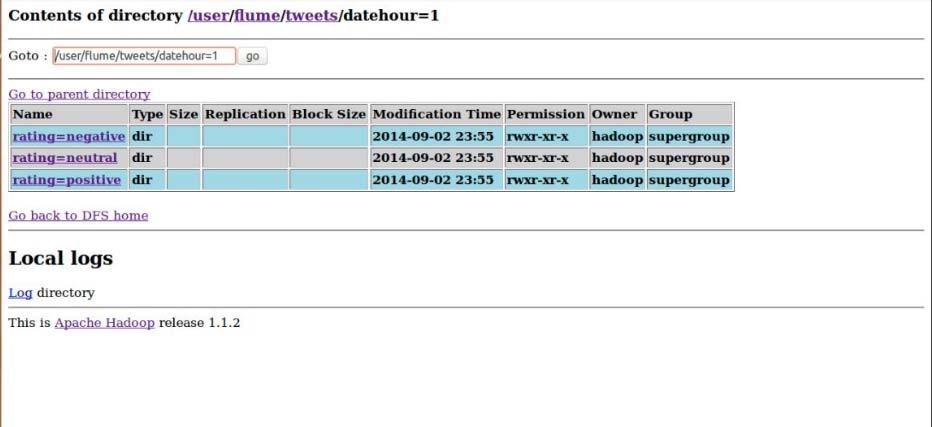 Contents of directory /user/flume/tweets/datehour=1
Goto : /user/flume/tweets/datehour=1 go
Go to parent directory
Name Type Size Replication Block Size Modification Time Permission Owner Group
rating=negative dir 2014-09-02 23:55 rwxr-xr-x hadoop supergroup
rating=neutral dir 2014-09-02 23:55 rwxr-xr-x hadoop supergroup
rating=positive dir 2014-09-02 23:55 rwxr-xr-x hadoop supergroup
Go back to DFS home
Local logs
Log directory
This is Apache Hadoop release 1.1.2